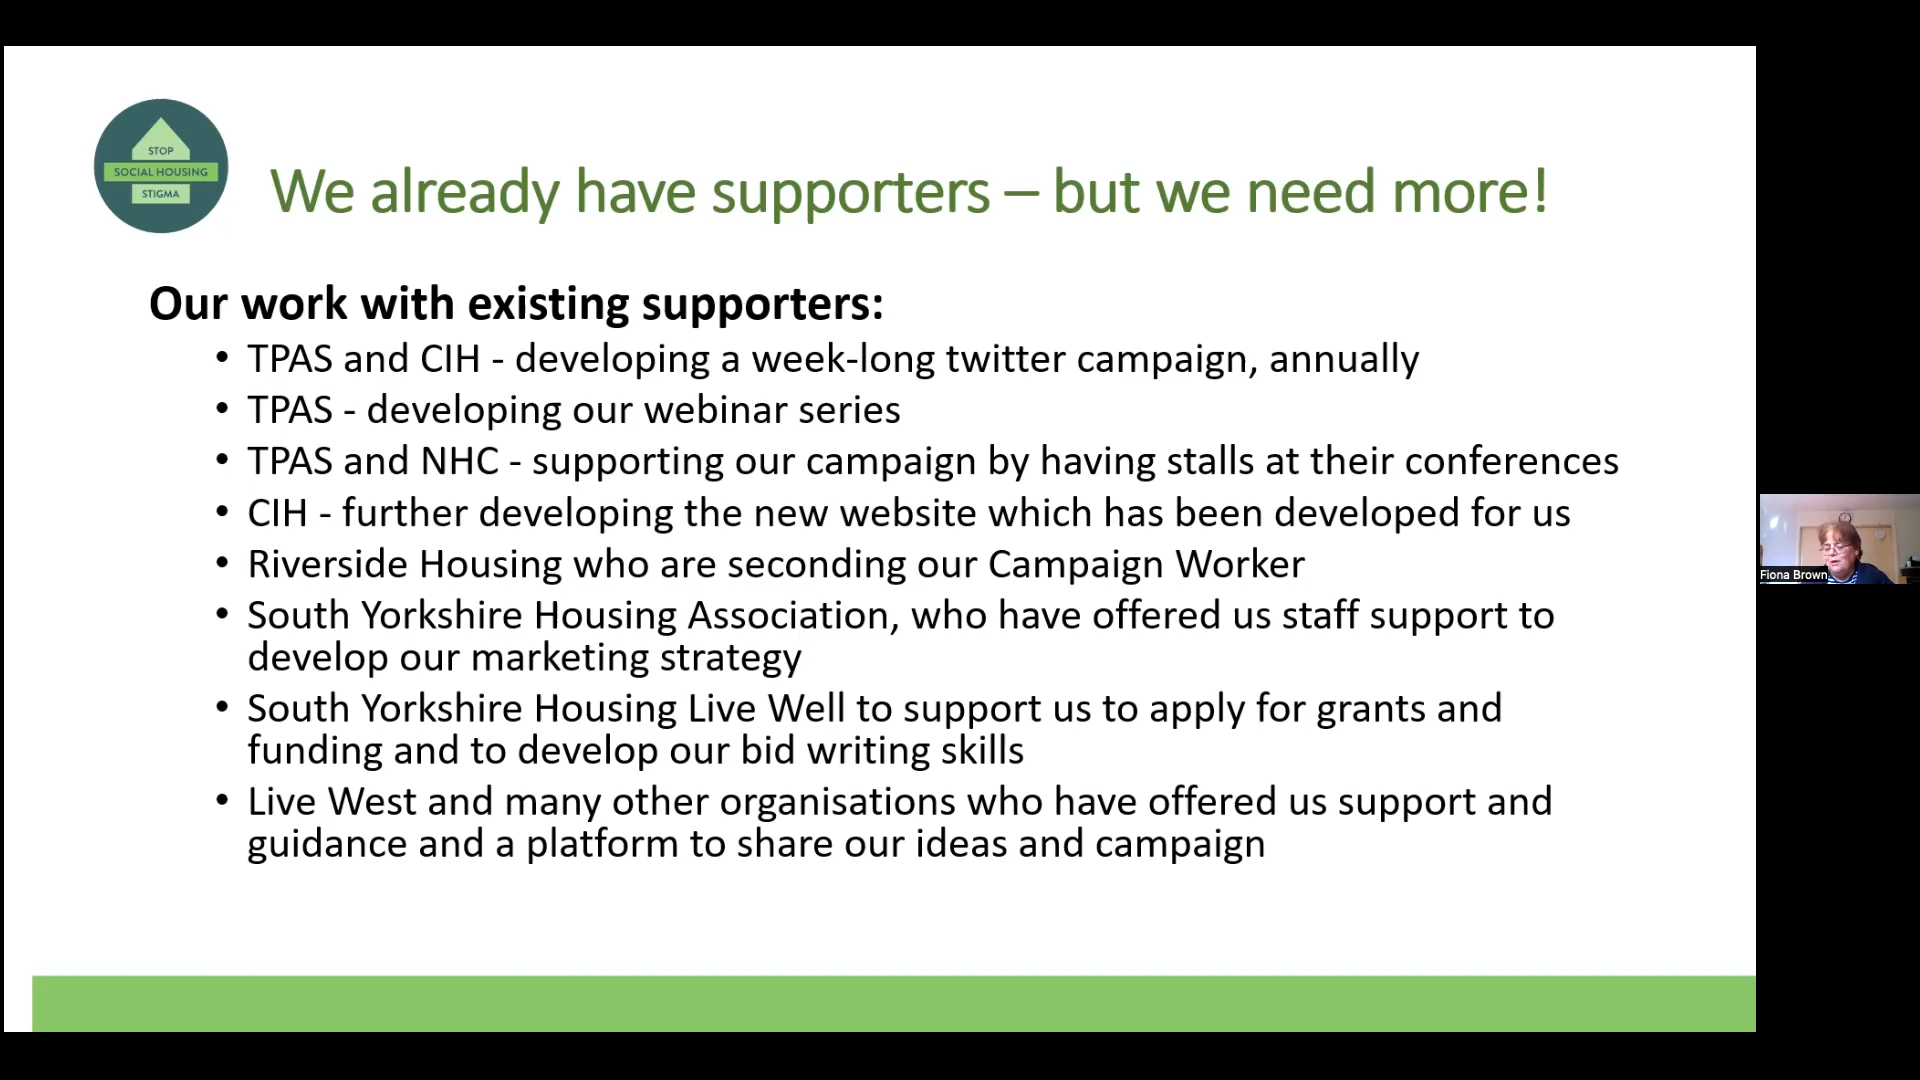 STOP
SOCIAL HOUSING
STIGMA
We already have supporters – but we need more!
Our work with existing supporters:
• TPAS and CIH - developing a week-long twitter campaign, annually
• TPAS - developing our webinar series
• TPAS and NHC - supporting our campaign by having stalls at their conferences
• CIH - further developing the new website which has been developed for us
• Riverside Housing who are seconding our Campaign Worker
• South Yorkshire Housing Association, who have offered us staff support to
develop our marketing strategy
• South Yorkshire Housing Live Well to support us to apply for grants and
funding and to develop our bid writing skills
• Live West and many other organisations who have offered us support and
guidance and a platform to share our ideas and campaign
Fiona Brown